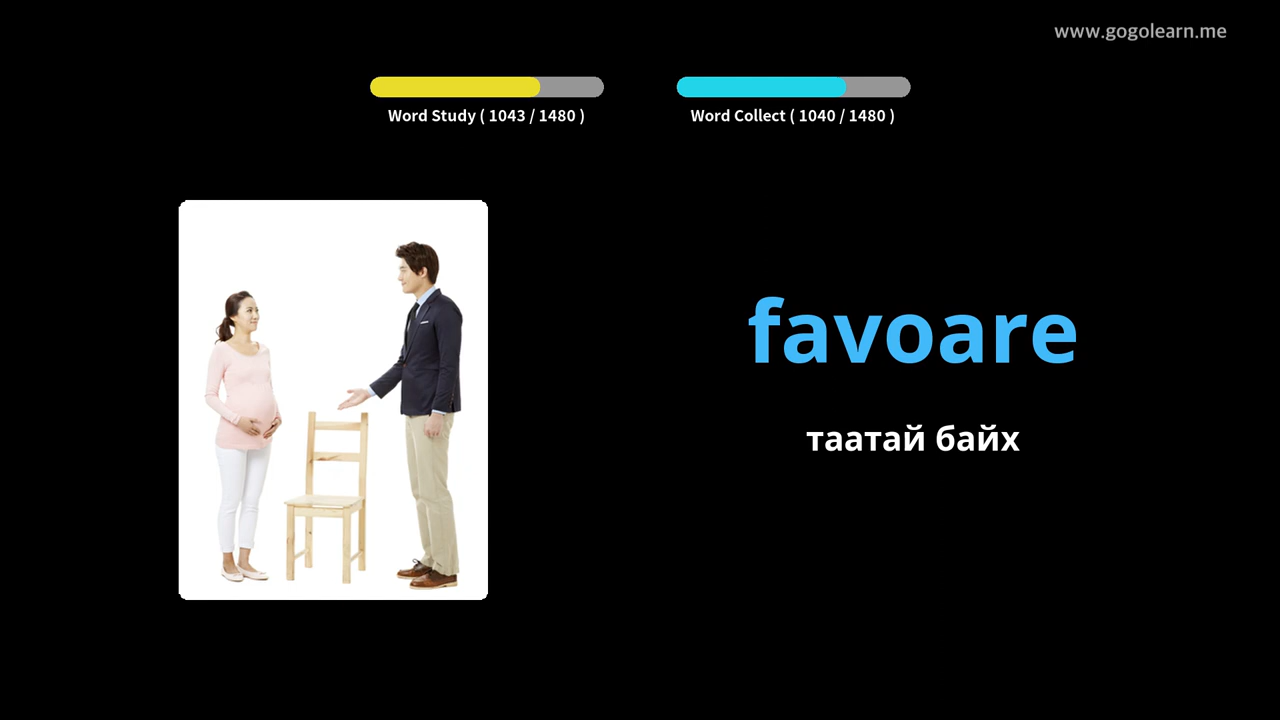 www.gogolearn.me
Word Study ( 1043 / 1480 )
Word Collect ( 1040 / 1480 )
favoare
таатай байх